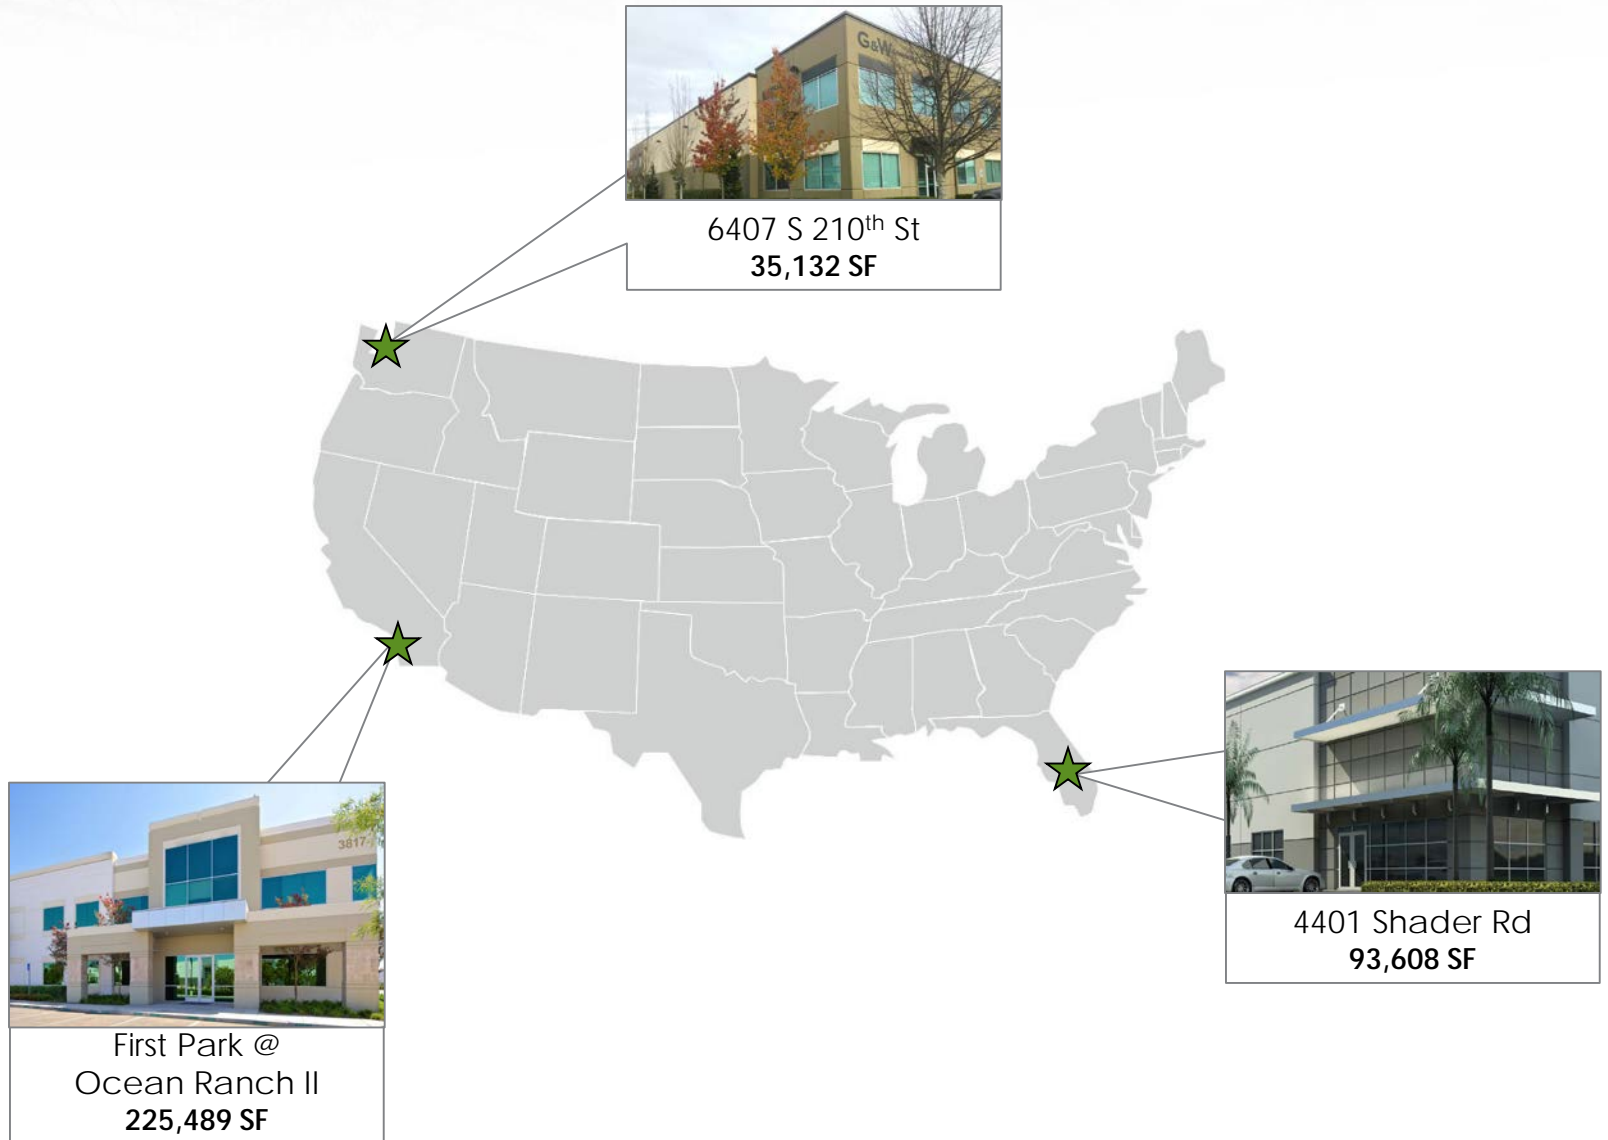 G&W
6407 S 210th St
35,132 SF
3817-
4401 Shader Rd
93,608 SF
First Park @
Ocean Ranch II
225,489 SF